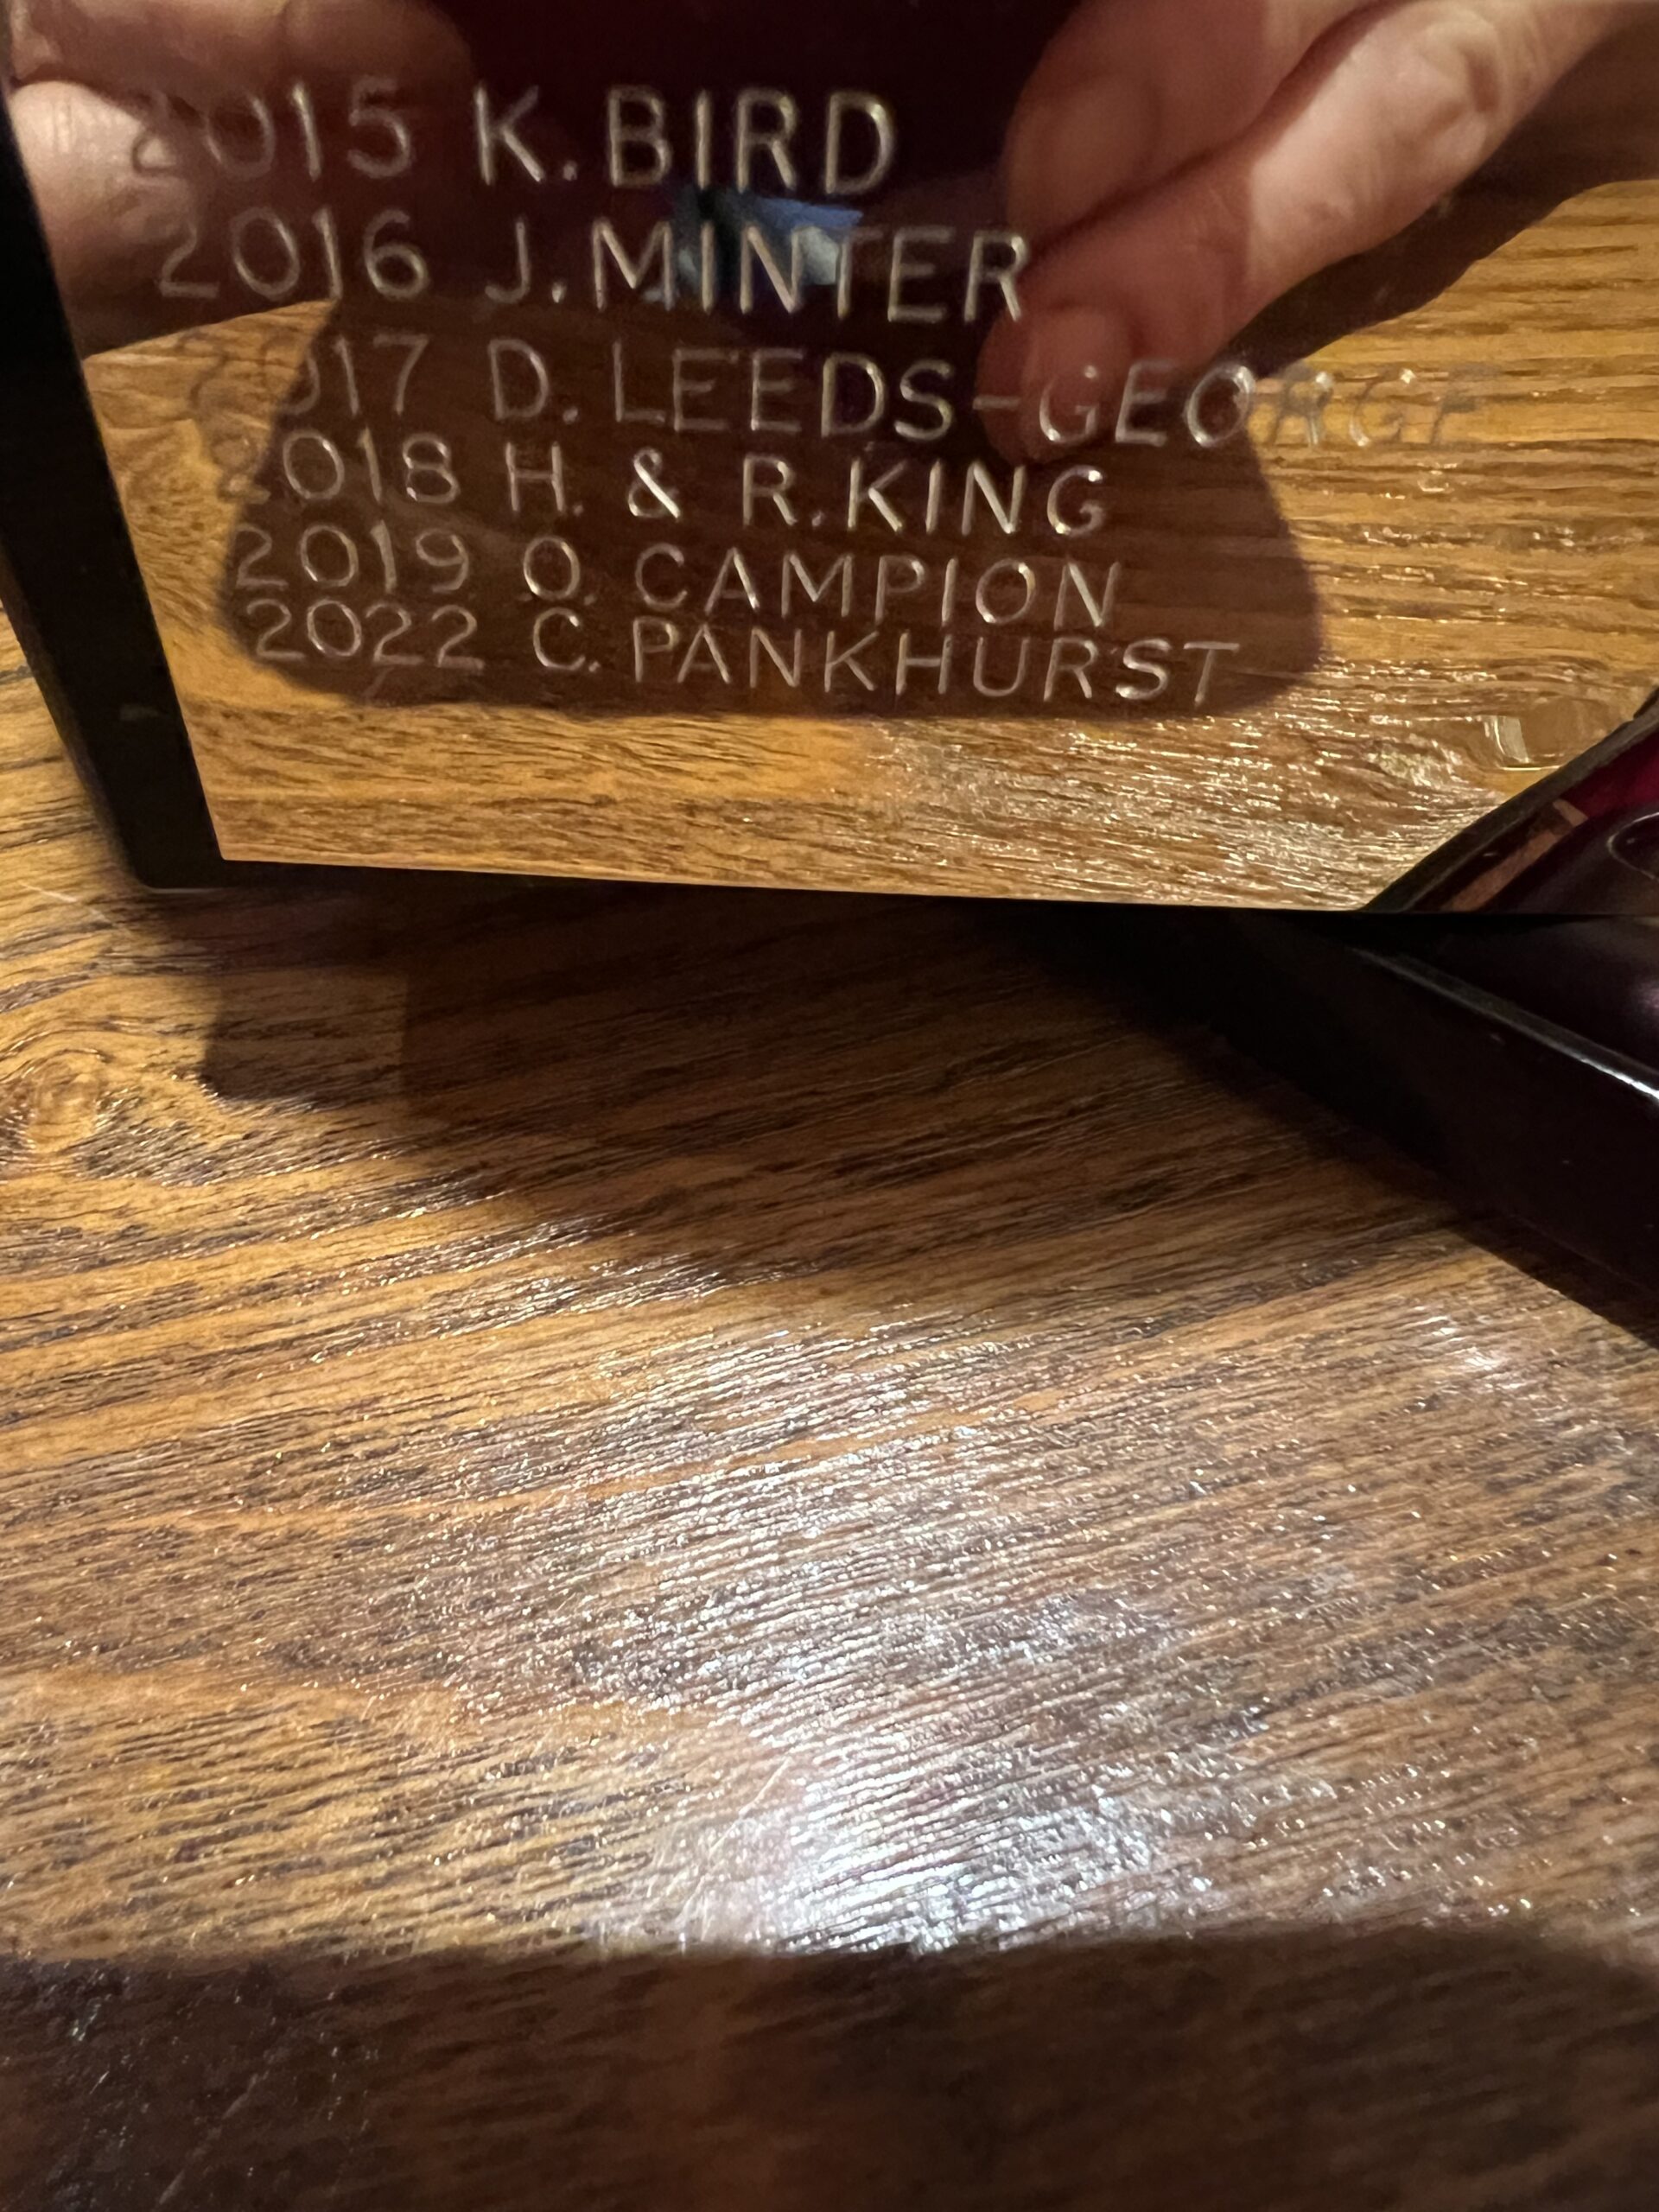 2015 K. BIRD
2016 J. MINTER
2017 D. LEEDS-GEORGE
2018 H. & R. KING
2019 O. CAMPION
2022 C. PANKHURST